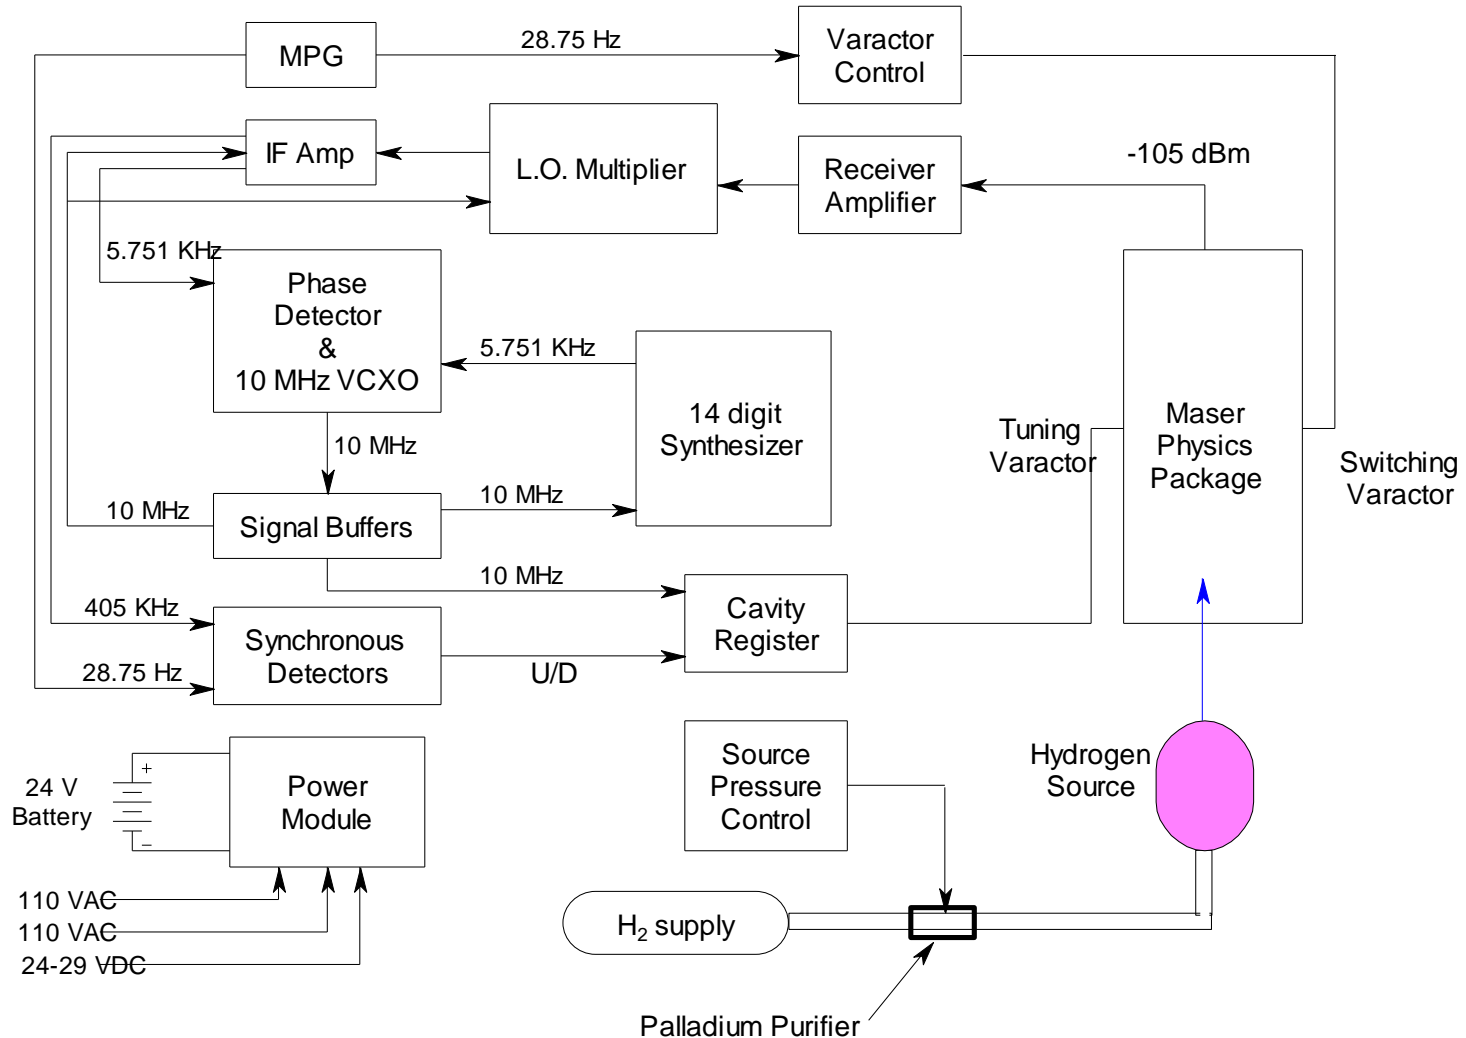 MPG
28.75 Hz
Varactor
Control
IF Amp
L.O. Multiplier
Receiver
Amplifier
-105 dBm
5.751 KHz
Phase
Detector
&
10 MHz VCXO
5.751 KHz
14 digit
Synthesizer
Maser
Physics
Package
Tuning
Varactor
Switching
Varactor
10 MHz
10 MHz
Signal Buffers
10 MHz
10 MHz
405 KHz
Synchronous
Detectors
28.75 Hz
U/D
Cavity
Register
24 V
Battery
+
−
Power
Module
Source
Pressure
Control
Hydrogen
Source
110 VAC
110 VAC
24-29 VDC
H₂ supply
Palladium Purifier